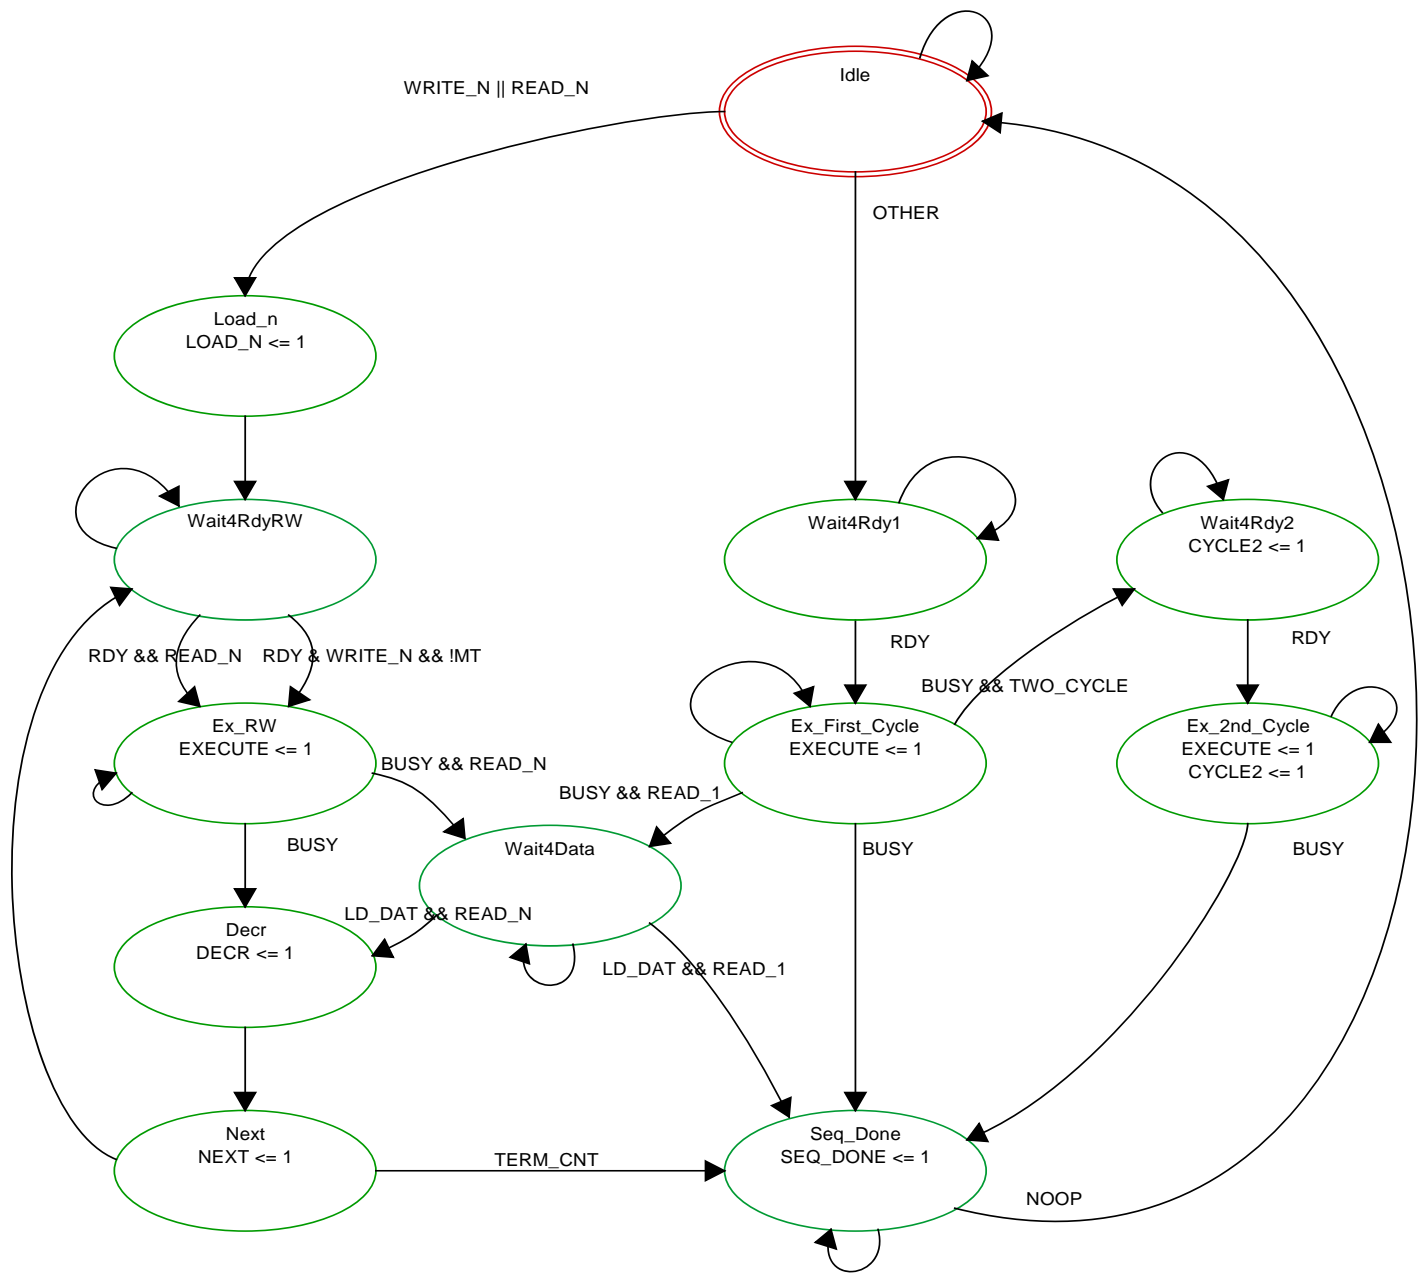 Idle
WRITE_N || READ_N
OTHER
Load_n
LOAD_N <= 1
Wait4RdyRW
Wait4Rdy1
Wait4Rdy2
CYCLE2 <= 1
RDY
RDY
RDY && READ_N
RDY & WRITE_N && !MT
BUSY && TWO_CYCLE
Ex_RW
EXECUTE <= 1
Ex_First_Cycle
EXECUTE <= 1
Ex_2nd_Cycle
EXECUTE <= 1
CYCLE2 <= 1
BUSY && READ_N
BUSY && READ_1
BUSY
Wait4Data
BUSY
BUSY
LD_DAT && READ_N
Decr
DECR <= 1
LD_DAT && READ_1
Next
NEXT <= 1
TERM_CNT
Seq_Done
SEQ_DONE <= 1
NOOP